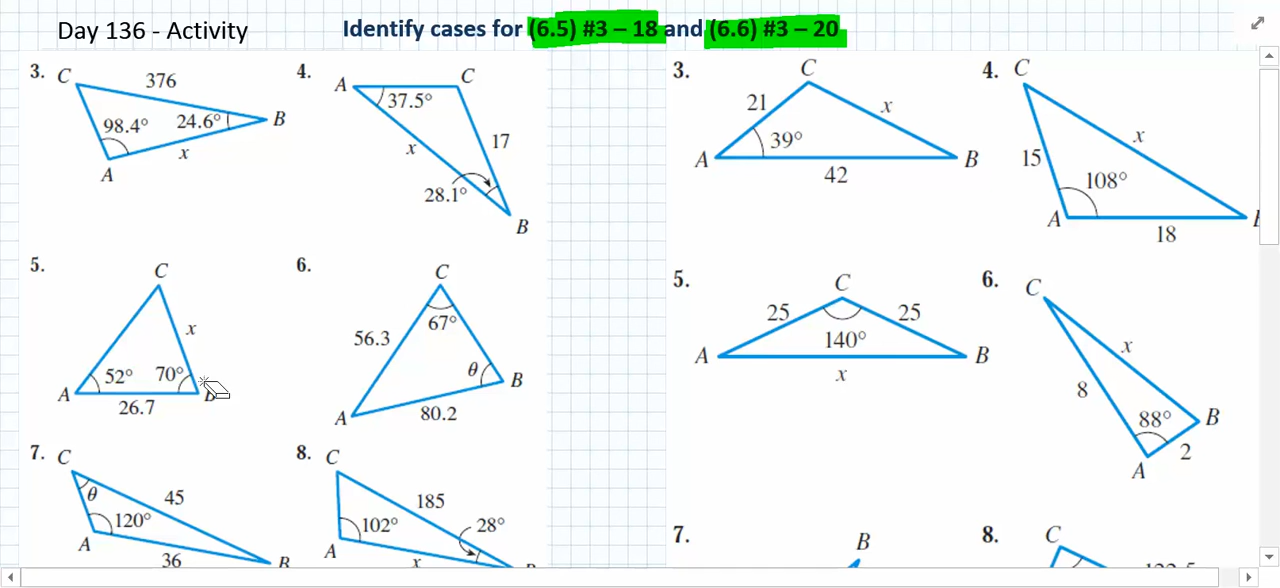 Day 136 - Activity
Identify cases for (6.5) #3 – 18 and (6.6) #3 – 20
3.
C
376
98.4°
24.6°
B
x
A
4.
A
C
37.5°
17
x
28.1°
B
5.
C
x
52°
70°
A
26.7
6.
C
67°
56.3
θ
B
80.2
A
7.
C
θ
45
120°
A
36
B
8.
C
185
102°
28°
A
x
3.
C
21
x
39°
A
B
42
4.
C
x
15
108°
A
18
5.
C
25
25
140°
A
B
x
6.
C
x
8
88°
B
2
A
7.
B
8.
C